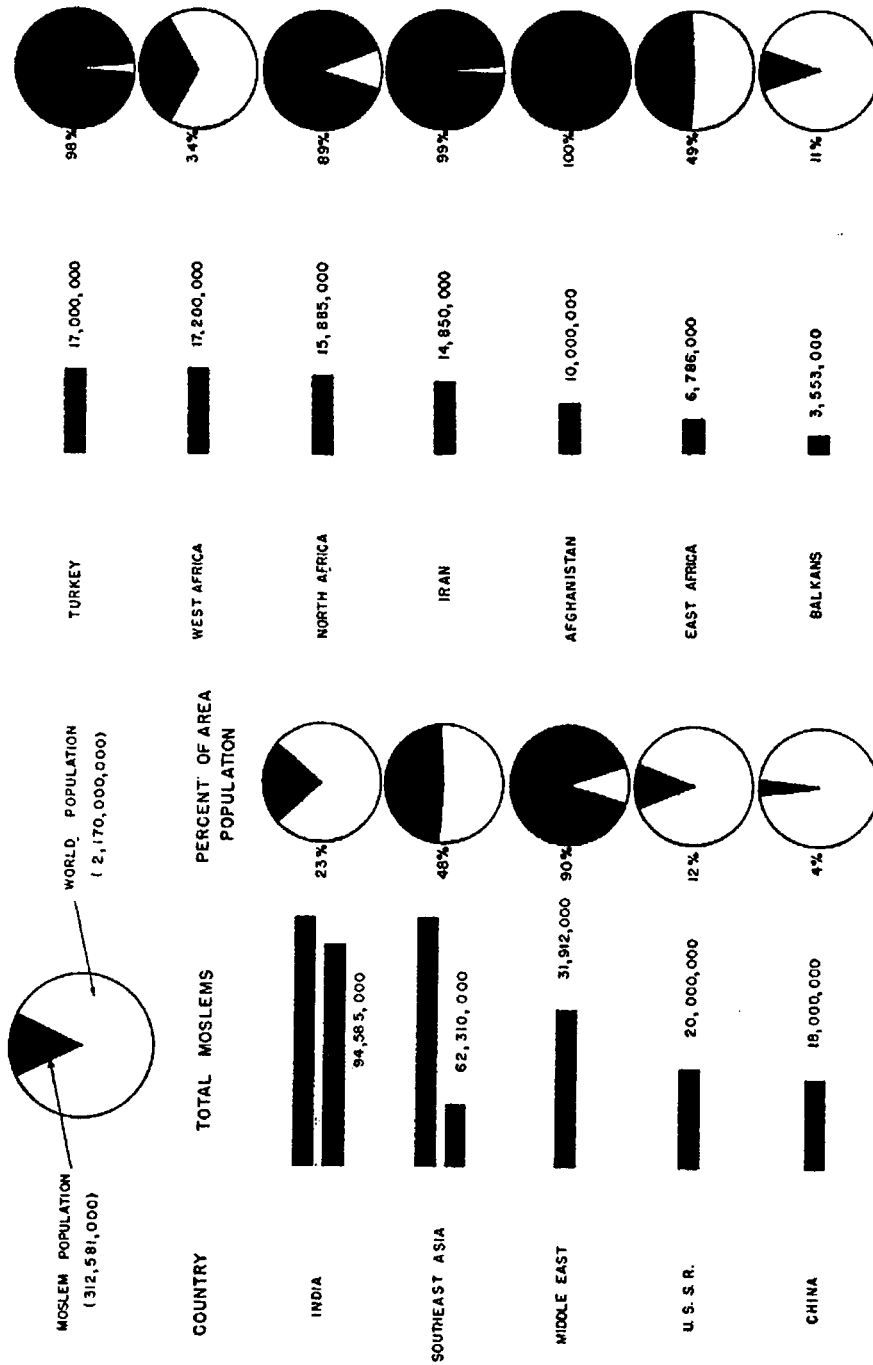 MOSLEM POPULATION
(312,581,000)
WORLD POPULATION
(2,170,000,000)
COUNTRY
TOTAL MOSLEMS
PERCENT OF AREA
POPULATION
INDIA
94,585,000
23%
SOUTHEAST ASIA
62,310,000
48%
MIDDLE EAST
31,912,000
90%
U.S.S.R.
20,000,000
12%
CHINA
18,000,000
4%
TURKEY
17,000,000
98%
WEST AFRICA
17,200,000
34%
NORTH AFRICA
15,885,000
89%
IRAN
14,850,000
99%
AFGHANISTAN
10,000,000
100%
EAST AFRICA
6,786,000
49%
BALKANS
3,553,000
11%